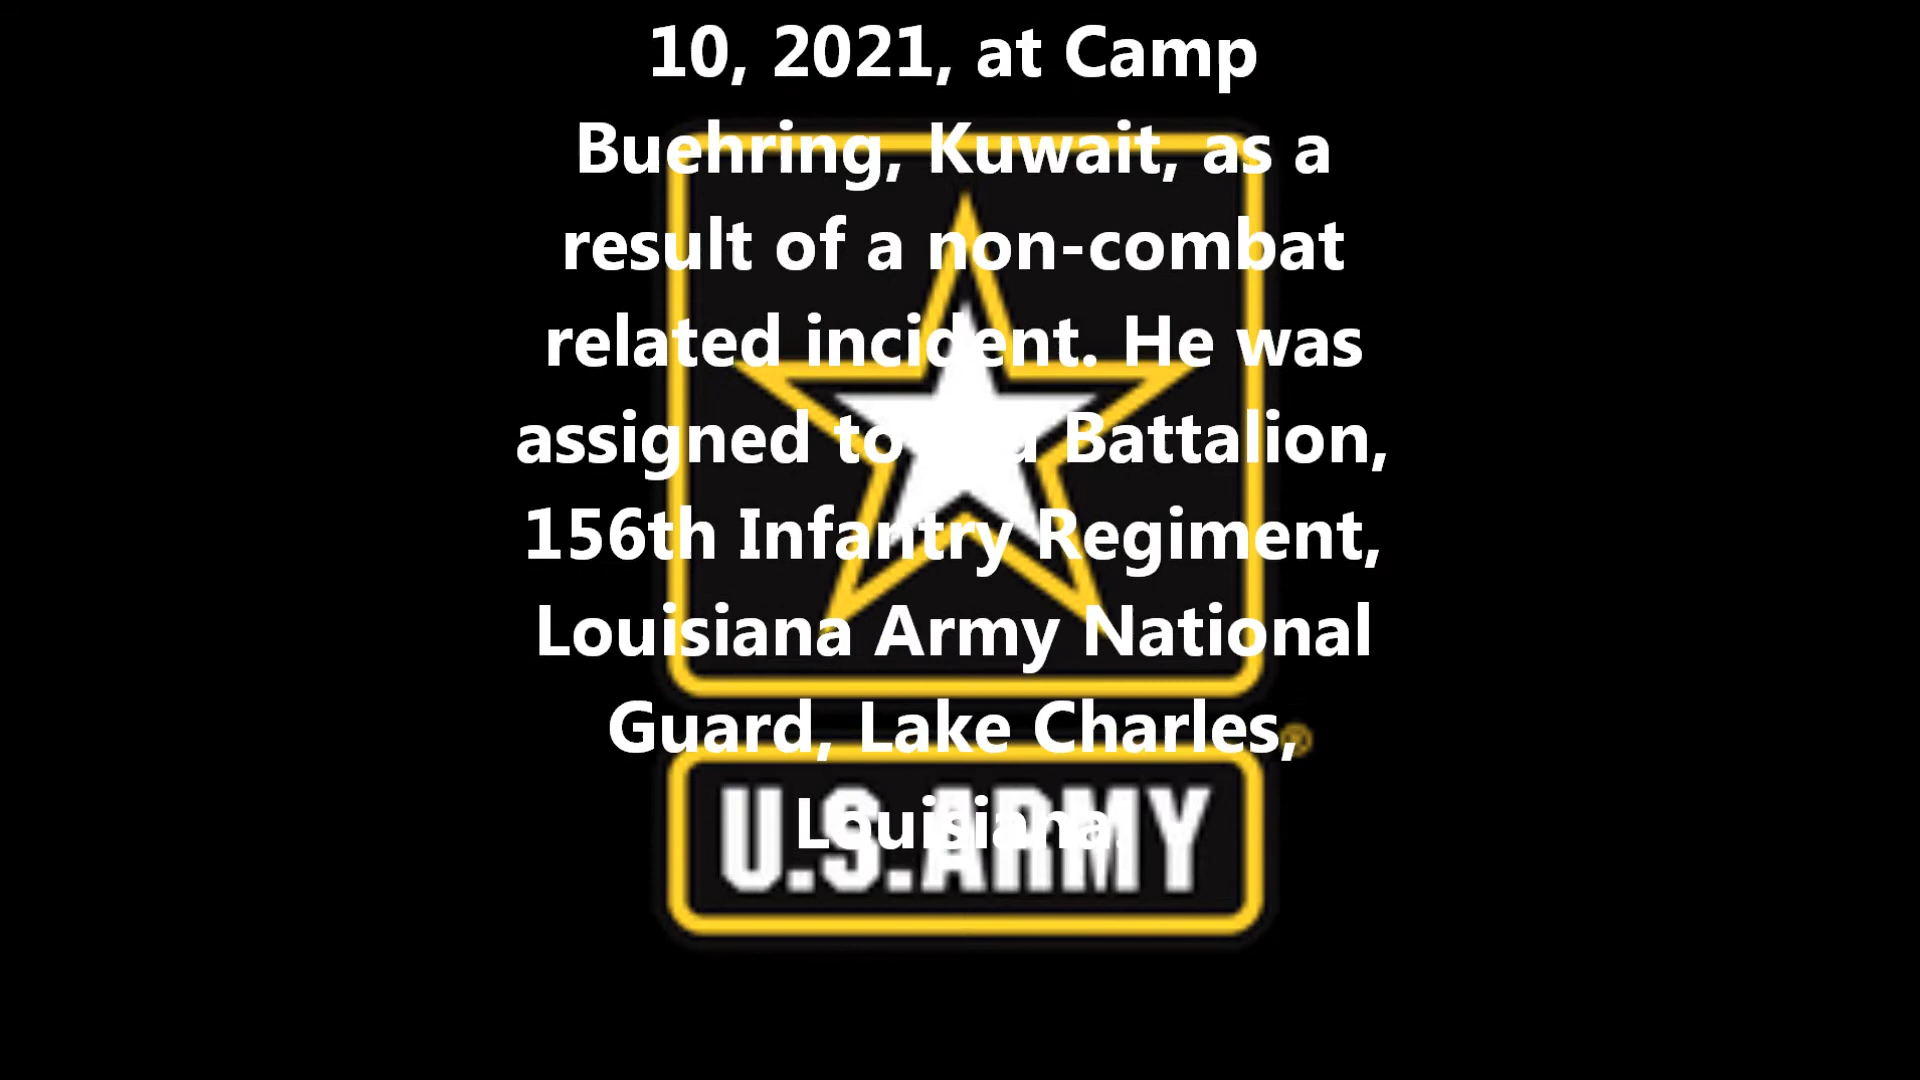 10, 2021, at Camp
Buehring, Kuwait, as a
result of a non-combat
related incident. He was
assigned to Battalion,
156th Infantry Regiment,
Louisiana Army National
Guard, Lake Charles,
®
Louisiana.
U.S.ARMY